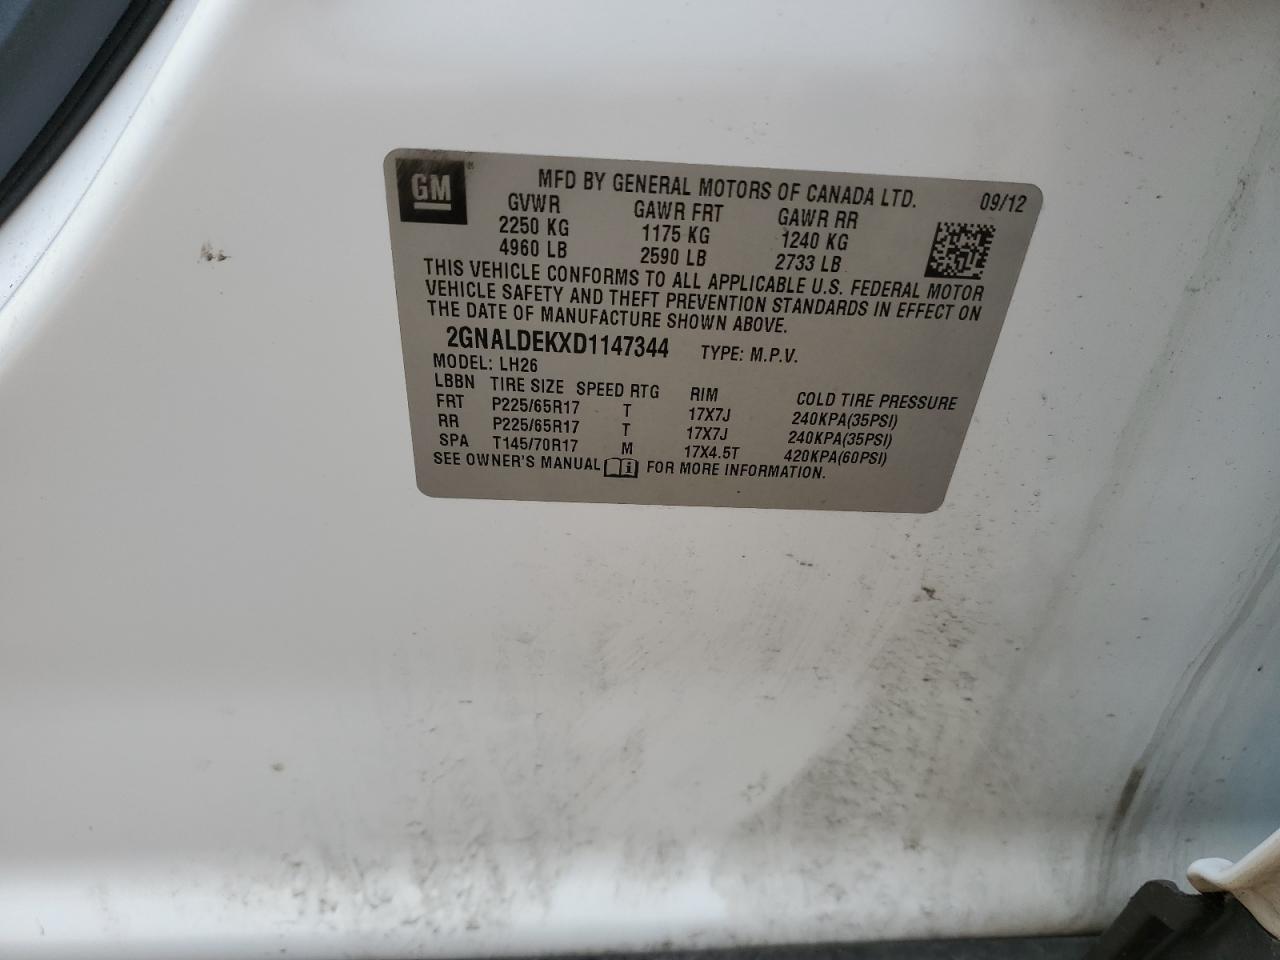 GM® MFD BY GENERAL MOTORS OF CANADA LTD. 09/12
GVWR GAWR FRT GAWR RR
2250 KG 1175 KG 1240 KG
4960 LB 2590 LB 2733 LB
THIS VEHICLE CONFORMS TO ALL APPLICABLE U.S. FEDERAL MOTOR
VEHICLE SAFETY AND THEFT PREVENTION STANDARDS IN EFFECT ON
THE DATE OF MANUFACTURE SHOWN ABOVE.
2GNALDEKXD1147344 TYPE: M.P.V.
MODEL: LH26
LBBN TIRE SIZE SPEED RTG RIM COLD TIRE PRESSURE
FRT P225/65R17 T 17X7J 240KPA(35PSI)
RR P225/65R17 T 17X7J 240KPA(35PSI)
SPA T145/70R17 M 17X4.5T 420KPA(60PSI)
SEE OWNER'S MANUAL i FOR MORE INFORMATION.